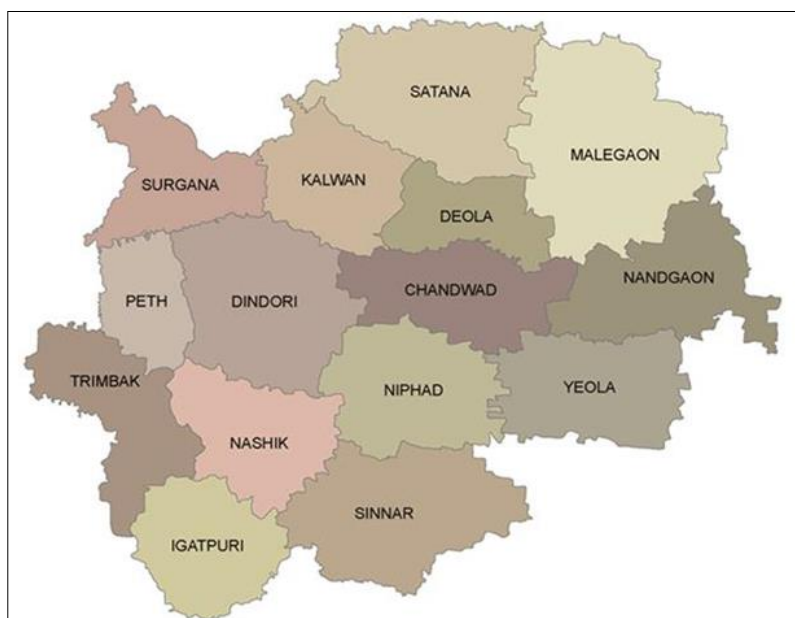 SATANA
MALEGAON
KALWAN
SURGANA
DEOLA
NANDGAON
CHANDWAD
PETH
DINDORI
TRIMBAK
NIPHAD
YEOLA
NASHIK
SINNAR
IGATPURI